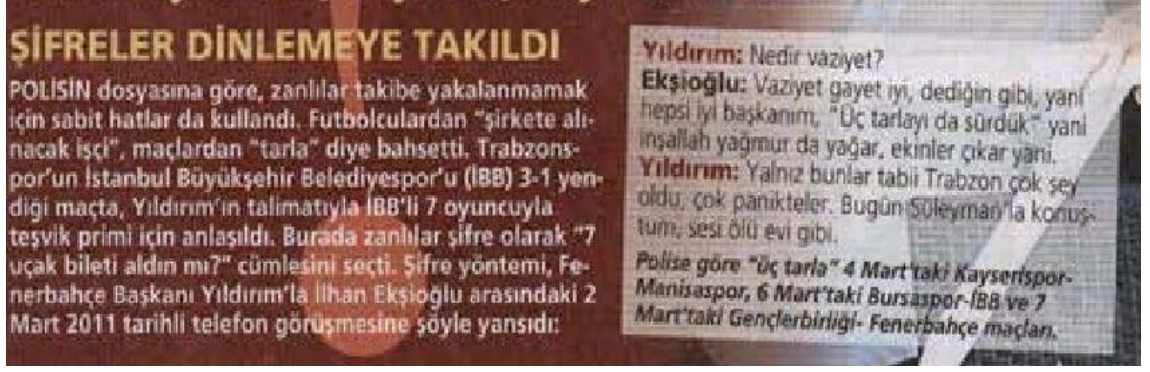 ŞİFRELER DİNLEMEYE TAKILDI
POLİSİN dosyasına göre, zanlılar takibe yakalanmamak
için sabit hatlar da kullandı. Futbolculardan "şirkete alı-
nacak işçi", maçlardan "tarla" diye bahsetti. Trabzons-
por'un İstanbul Büyükşehir Belediyespor'u (İBB) 3-1 yen-
diği maçta, Yıldırım'ın talimatıyla İBB'li 7 oyuncuyla
teşvik primi için anlaşıldı. Burada zanlılar şifre olarak "7
uçak bileti aldın mı?" cümlesini seçti. Şifre yöntemi, Fe-
nerbahçe Başkanı Yıldırım'la İlhan Ekşioğlu arasındaki 2
Mart 2011 tarihli telefon görüşmesine şöyle yansıdı:
Yıldırım: Nedir vaziyet?
Ekşioğlu: Vaziyet gayet iyi, dediğin gibi, yani
hepsi iyi başkanım, "Üç tarlayı da sürdük" yani
inşallah yağmur da yağar, ekinler çıkar yani.
Yıldırım: Yalnız bunlar tabii Trabzon çok şey
oldu, çok panikteler. Bugün Süleyman'la konuş-
tum, sesi ölü evi gibi.
Polise göre "üç tarla" 4 Mart'taki Kayserispor-
Manisaspor, 6 Mart'taki Bursaspor-İBB ve 7
Mart'taki Gençlerbirliği- Fenerbahçe maçları.